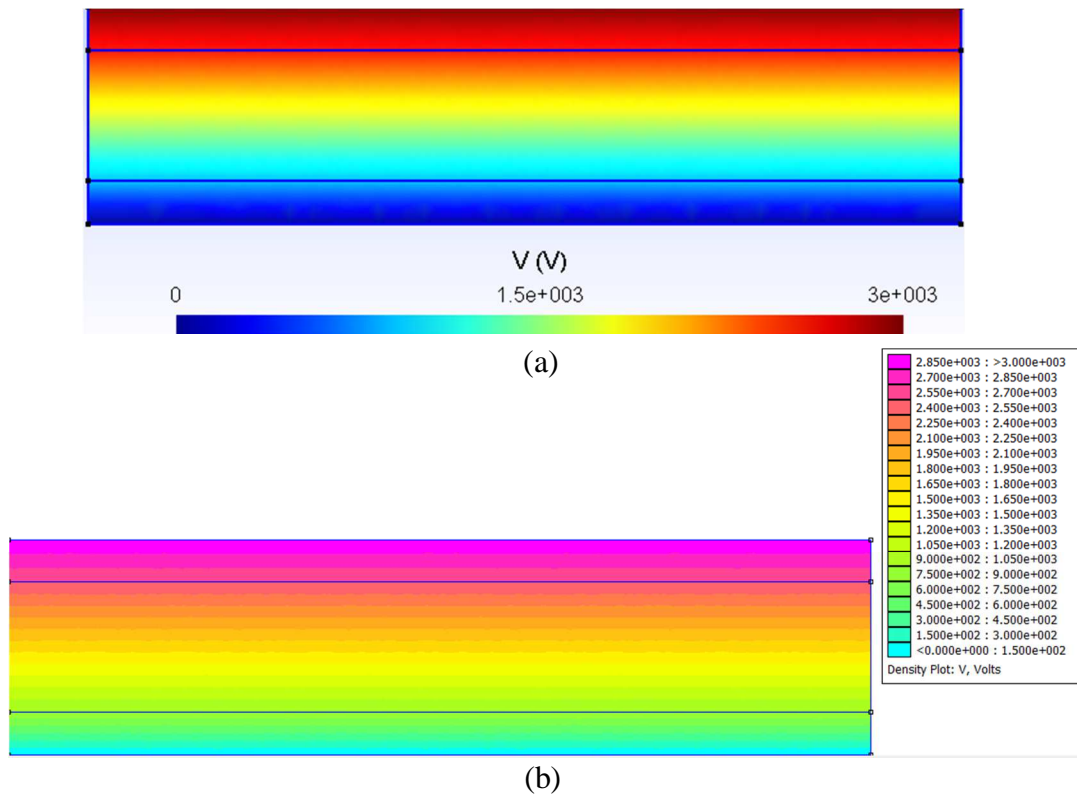 V (V)
0 1.5e+003 3e+003
(a)
2.850e+003 : >3.000e+003
2.700e+003 : 2.850e+003
2.550e+003 : 2.700e+003
2.400e+003 : 2.550e+003
2.250e+003 : 2.400e+003
2.100e+003 : 2.250e+003
1.950e+003 : 2.100e+003
1.800e+003 : 1.950e+003
1.650e+003 : 1.800e+003
1.500e+003 : 1.650e+003
1.350e+003 : 1.500e+003
1.200e+003 : 1.350e+003
1.050e+003 : 1.200e+003
9.000e+002 : 1.050e+003
7.500e+002 : 9.000e+002
6.000e+002 : 7.500e+002
4.500e+002 : 6.000e+002
3.000e+002 : 4.500e+002
1.500e+002 : 3.000e+002
<0.000e+000 : 1.500e+002
Density Plot: V, Volts
(b)